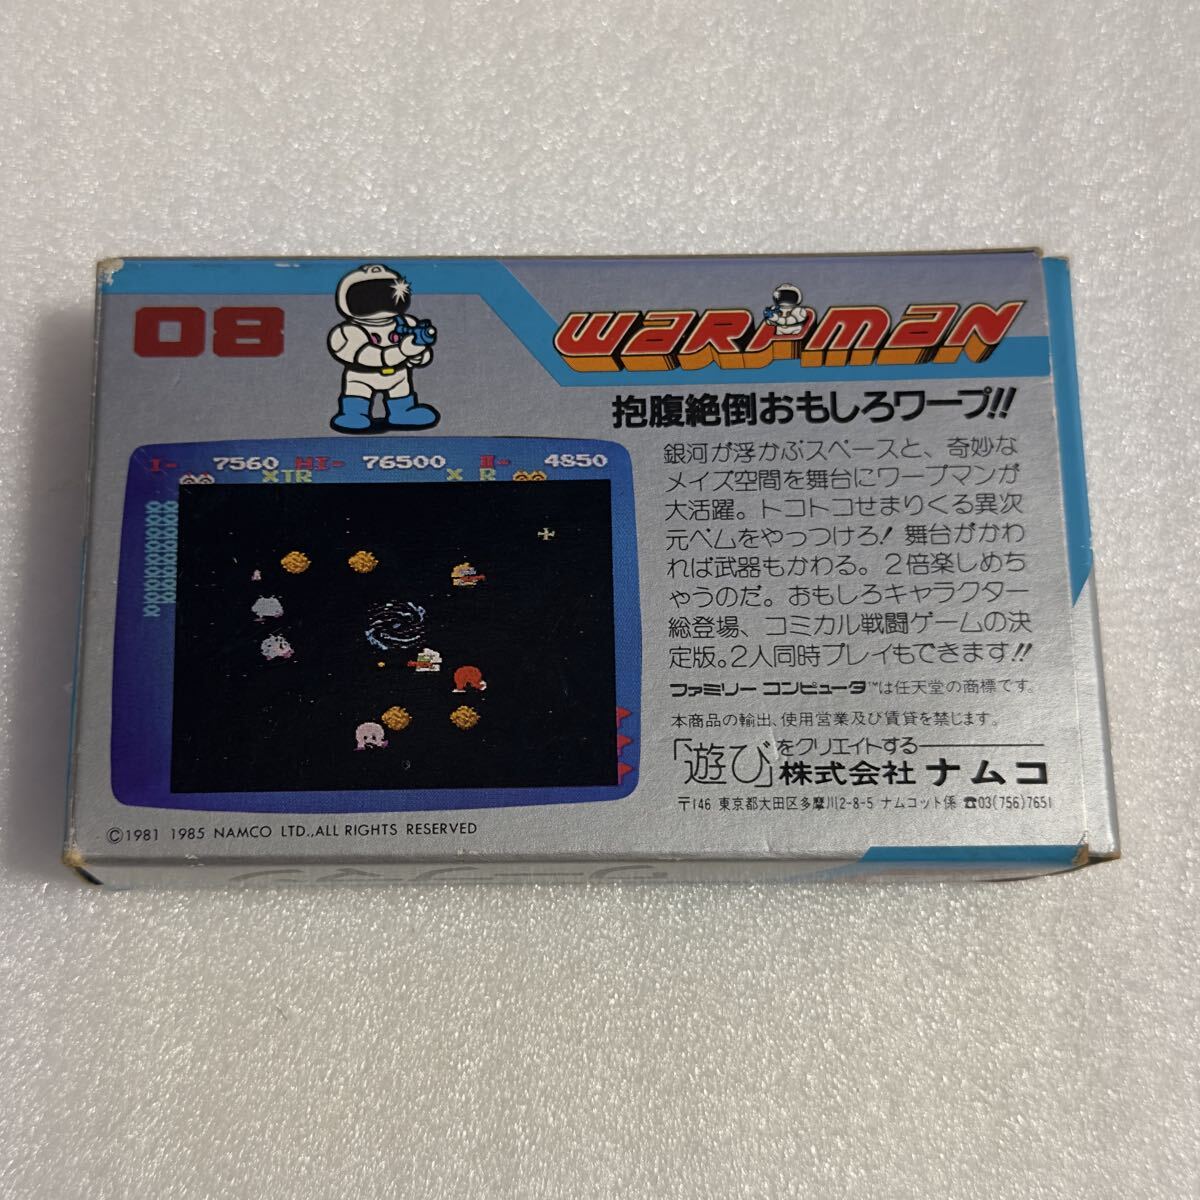 08
WARPMAN
抱腹絶倒おもしろワープ!!
銀河が浮かぶスペースと、奇妙な
メイズ空間を舞台にワープマンが
大活躍。トコトコせまりくる異次
元ベムをやっつけろ! 舞台がかわ
れば武器もかわる。2倍楽しめち
ゃうのだ。おもしろキャラクター
総登場、コミカル戦闘ゲームの決
定版。2人同時プレイもできます!!
ファミリー コンピュータ™は任天堂の商標です。
本商品の輸出、使用営業及び賃貸を禁じます。
「遊び」をクリエイトする
株式会社 ナムコ
〒146 東京都大田区多摩川2-8-5 ナムコット係 ☎03(756)7651
I- 7560 HI- 76500 II- 4850
XTR X R
©1981 1985 NAMCO LTD.,ALL RIGHTS RESERVED